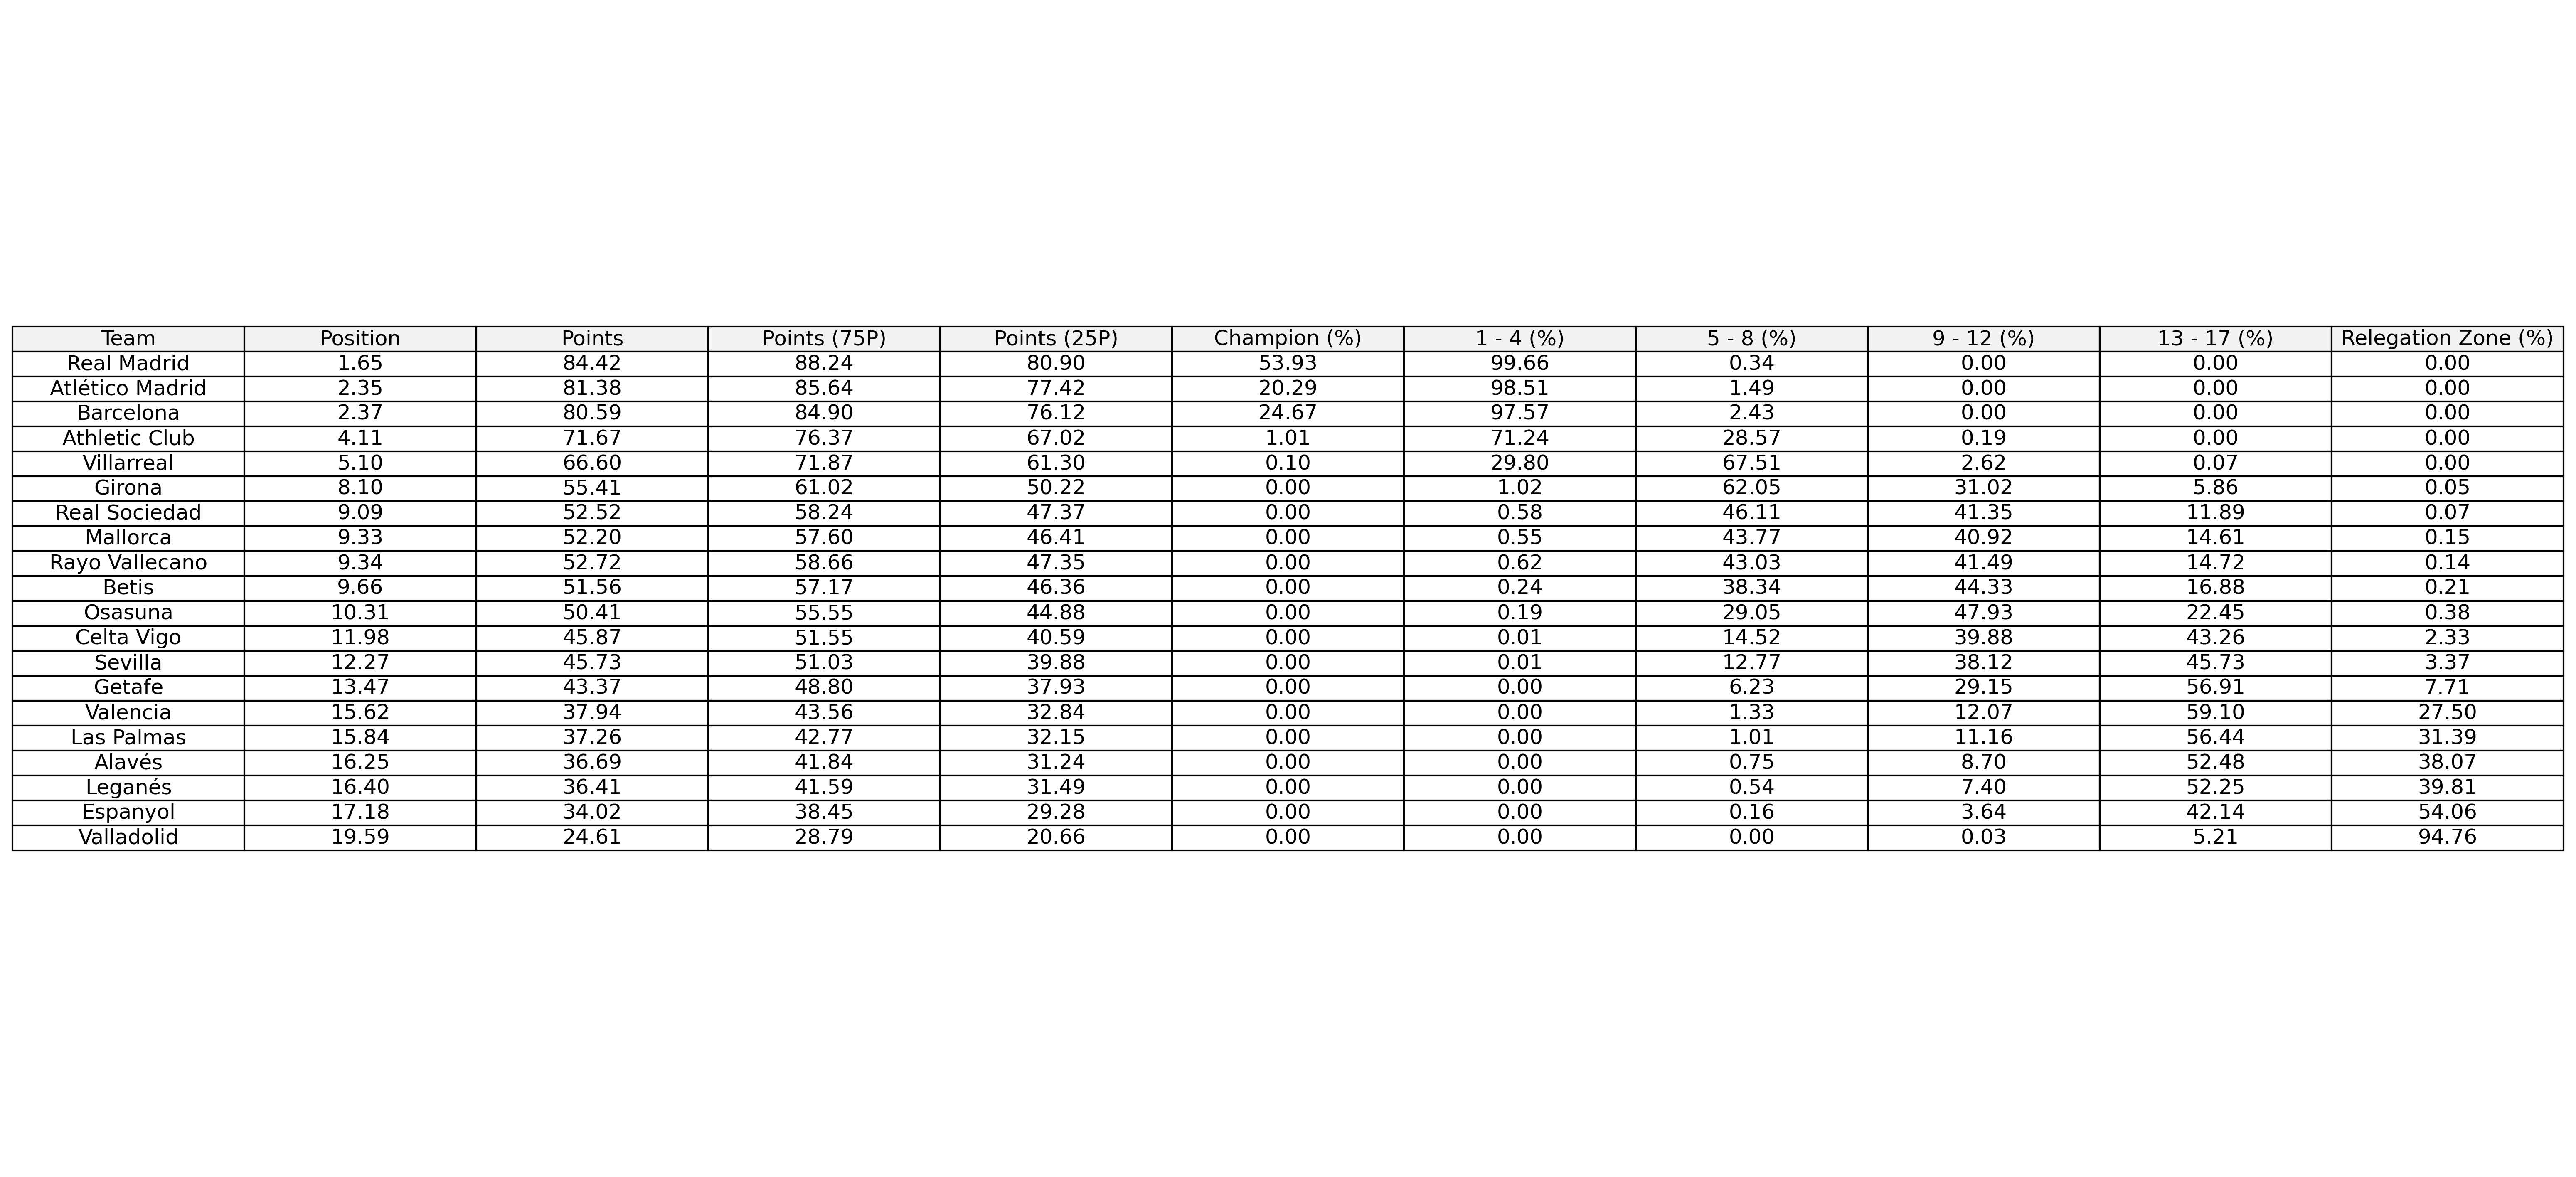 Team Position Points Points (75P) Points (25P) Champion (%) 1 - 4 (%) 5 - 8 (%) 9 - 12 (%) 13 - 17 (%) Relegation Zone (%)
Real Madrid 1.65 84.42 88.24 80.90 53.93 99.66 0.34 0.00 0.00 0.00
Atlético Madrid 2.35 81.38 85.64 77.42 20.29 98.51 1.49 0.00 0.00 0.00
Barcelona 2.37 80.59 84.90 76.12 24.67 97.57 2.43 0.00 0.00 0.00
Athletic Club 4.11 71.67 76.37 67.02 1.01 71.24 28.57 0.19 0.00 0.00
Villarreal 5.10 66.60 71.87 61.30 0.10 29.80 67.51 2.62 0.07 0.00
Girona 8.10 55.41 61.02 50.22 0.00 1.02 62.05 31.02 5.86 0.05
Real Sociedad 9.09 52.52 58.24 47.37 0.00 0.58 46.11 41.35 11.89 0.07
Mallorca 9.33 52.20 57.60 46.41 0.00 0.55 43.77 40.92 14.61 0.15
Rayo Vallecano 9.34 52.72 58.66 47.35 0.00 0.62 43.03 41.49 14.72 0.14
Betis 9.66 51.56 57.17 46.36 0.00 0.24 38.34 44.33 16.88 0.21
Osasuna 10.31 50.41 55.55 44.88 0.00 0.19 29.05 47.93 22.45 0.38
Celta Vigo 11.98 45.87 51.55 40.59 0.00 0.01 14.52 39.88 43.26 2.33
Sevilla 12.27 45.73 51.03 39.88 0.00 0.01 12.77 38.12 45.73 3.37
Getafe 13.47 43.37 48.80 37.93 0.00 0.00 6.23 29.15 56.91 7.71
Valencia 15.62 37.94 43.56 32.84 0.00 0.00 1.33 12.07 59.10 27.50
Las Palmas 15.84 37.26 42.77 32.15 0.00 0.00 1.01 11.16 56.44 31.39
Alavés 16.25 36.69 41.84 31.24 0.00 0.00 0.75 8.70 52.48 38.07
Leganés 16.40 36.41 41.59 31.49 0.00 0.00 0.54 7.40 52.25 39.81
Espanyol 17.18 34.02 38.45 29.28 0.00 0.00 0.16 3.64 42.14 54.06
Valladolid 19.59 24.61 28.79 20.66 0.00 0.00 0.00 0.03 5.21 94.76